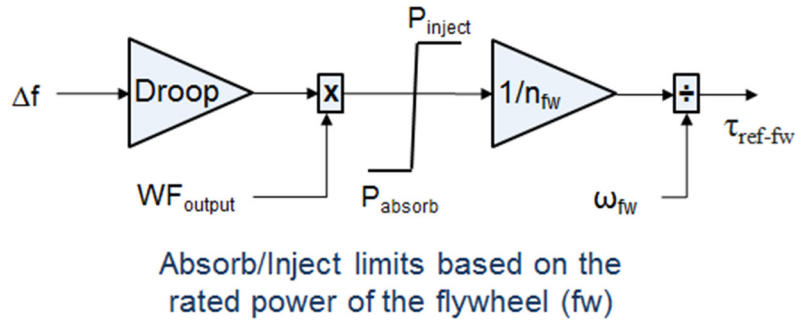 P_inject
Δf Droop x 1/n_fw ÷
τ_ref-fw
WF_output P_absorb ω_fw
Absorb/Inject limits based on the
rated power of the flywheel (fw)